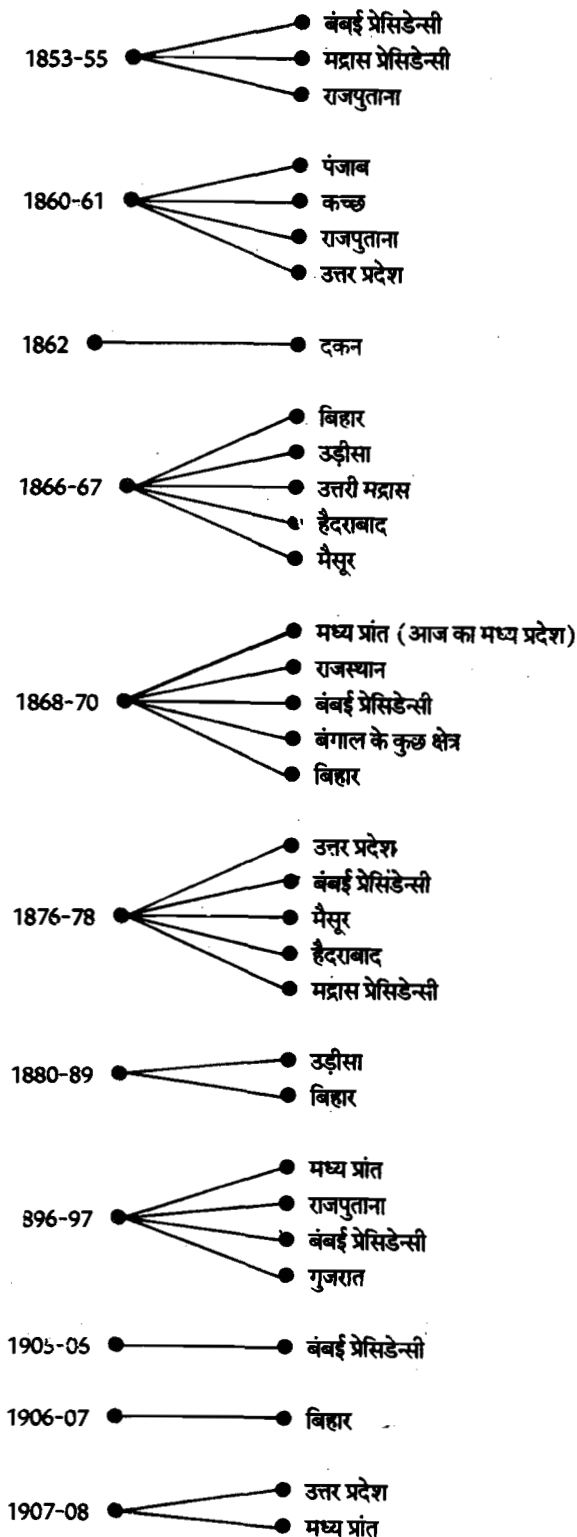 बंबई प्रेसिडेन्सी
1853-55
मद्रास प्रेसिडेन्सी
राजपुताना
पंजाब
1860-61
कच्छ
राजपुताना
उत्तर प्रदेश
1862
दकन
बिहार
उड़ीसा
1866-67
उत्तरी मद्रास
हैदराबाद
मैसूर
मध्य प्रांत (आज का मध्य प्रदेश)
राजस्थान
1868-70
बंबई प्रेसिडेन्सी
बंगाल के कुछ क्षेत्र
बिहार
उत्तर प्रदेश
बंबई प्रेसिडेन्सी
1876-78
मैसूर
हैदराबाद
मद्रास प्रेसिडेन्सी
1880-89
उड़ीसा
बिहार
मध्य प्रांत
राजपुताना
896-97
बंबई प्रेसिडेन्सी
गुजरात
1905-06
बंबई प्रेसिडेन्सी
1906-07
बिहार
उत्तर प्रदेश
1907-08
मध्य प्रांत